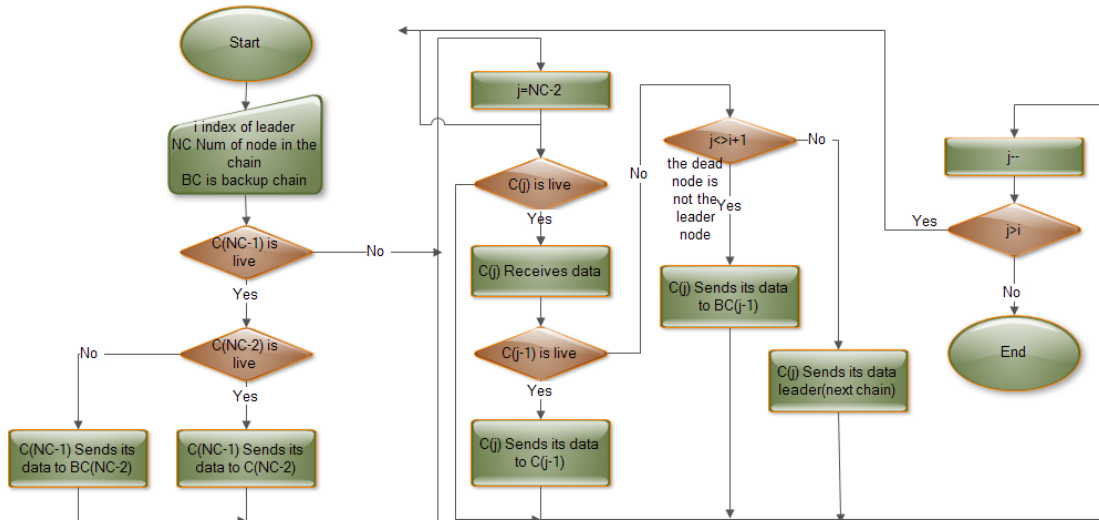 Start
i index of leader
NC Num of node in the
chain
BC is backup chain
C(NC-1) is
live
No
Yes
C(NC-2) is
live
No
Yes
C(NC-1) Sends its
data to BC(NC-2)
C(NC-1) Sends its
data to C(NC-2)
j=NC-2
C(j) is live
Yes
C(j) Receives data
C(j-1) is live
No
Yes
C(j) Sends its data
to C(j-1)
j<>i+1
No
the dead
node is
not the
leader
node
Yes
C(j) Sends its data
to BC(j-1)
C(j) Sends its data
leader(next chain)
j--
j>i
Yes
No
End